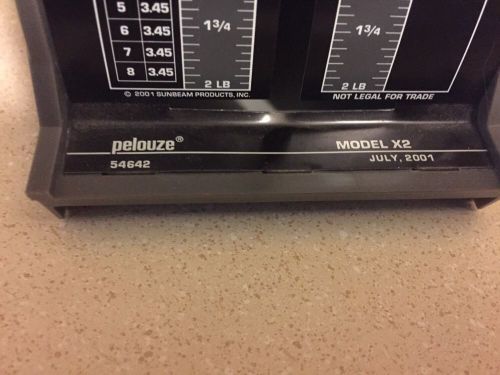 5 3.45
6 3.45
7 3.45
8 3.45
1 3/4
2 LB
1 3/4
2 LB
© 2001 SUNBEAM PRODUCTS, INC.
NOT LEGAL FOR TRADE
pelouze®
MODEL X2
54642
JULY, 2001